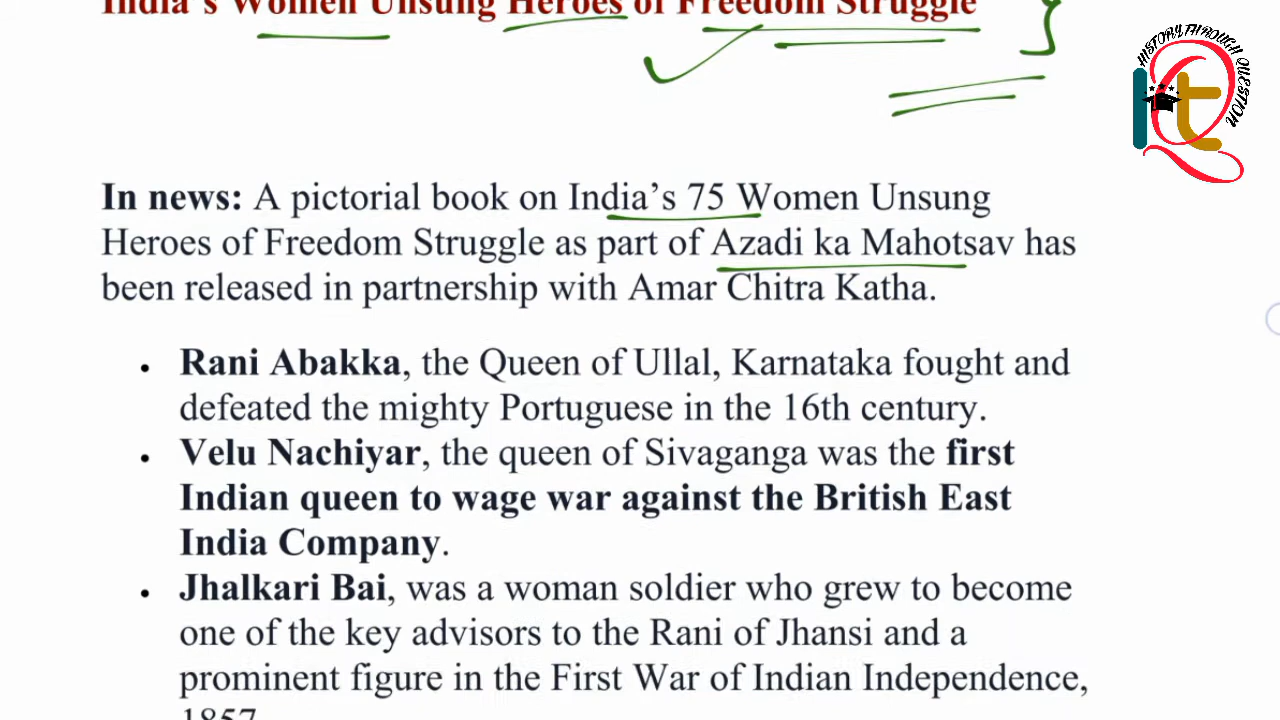 India's Women Unsung Heroes of Freedom Struggle
HISTORY THROUGH QUESTION
In news: A pictorial book on India's 75 Women Unsung
Heroes of Freedom Struggle as part of Azadi ka Mahotsav has
been released in partnership with Amar Chitra Katha.
• Rani Abakka, the Queen of Ullal, Karnataka fought and
defeated the mighty Portuguese in the 16th century.
• Velu Nachiyar, the queen of Sivaganga was the first
Indian queen to wage war against the British East
India Company.
• Jhalkari Bai, was a woman soldier who grew to become
one of the key advisors to the Rani of Jhansi and a
prominent figure in the First War of Indian Independence,
1857